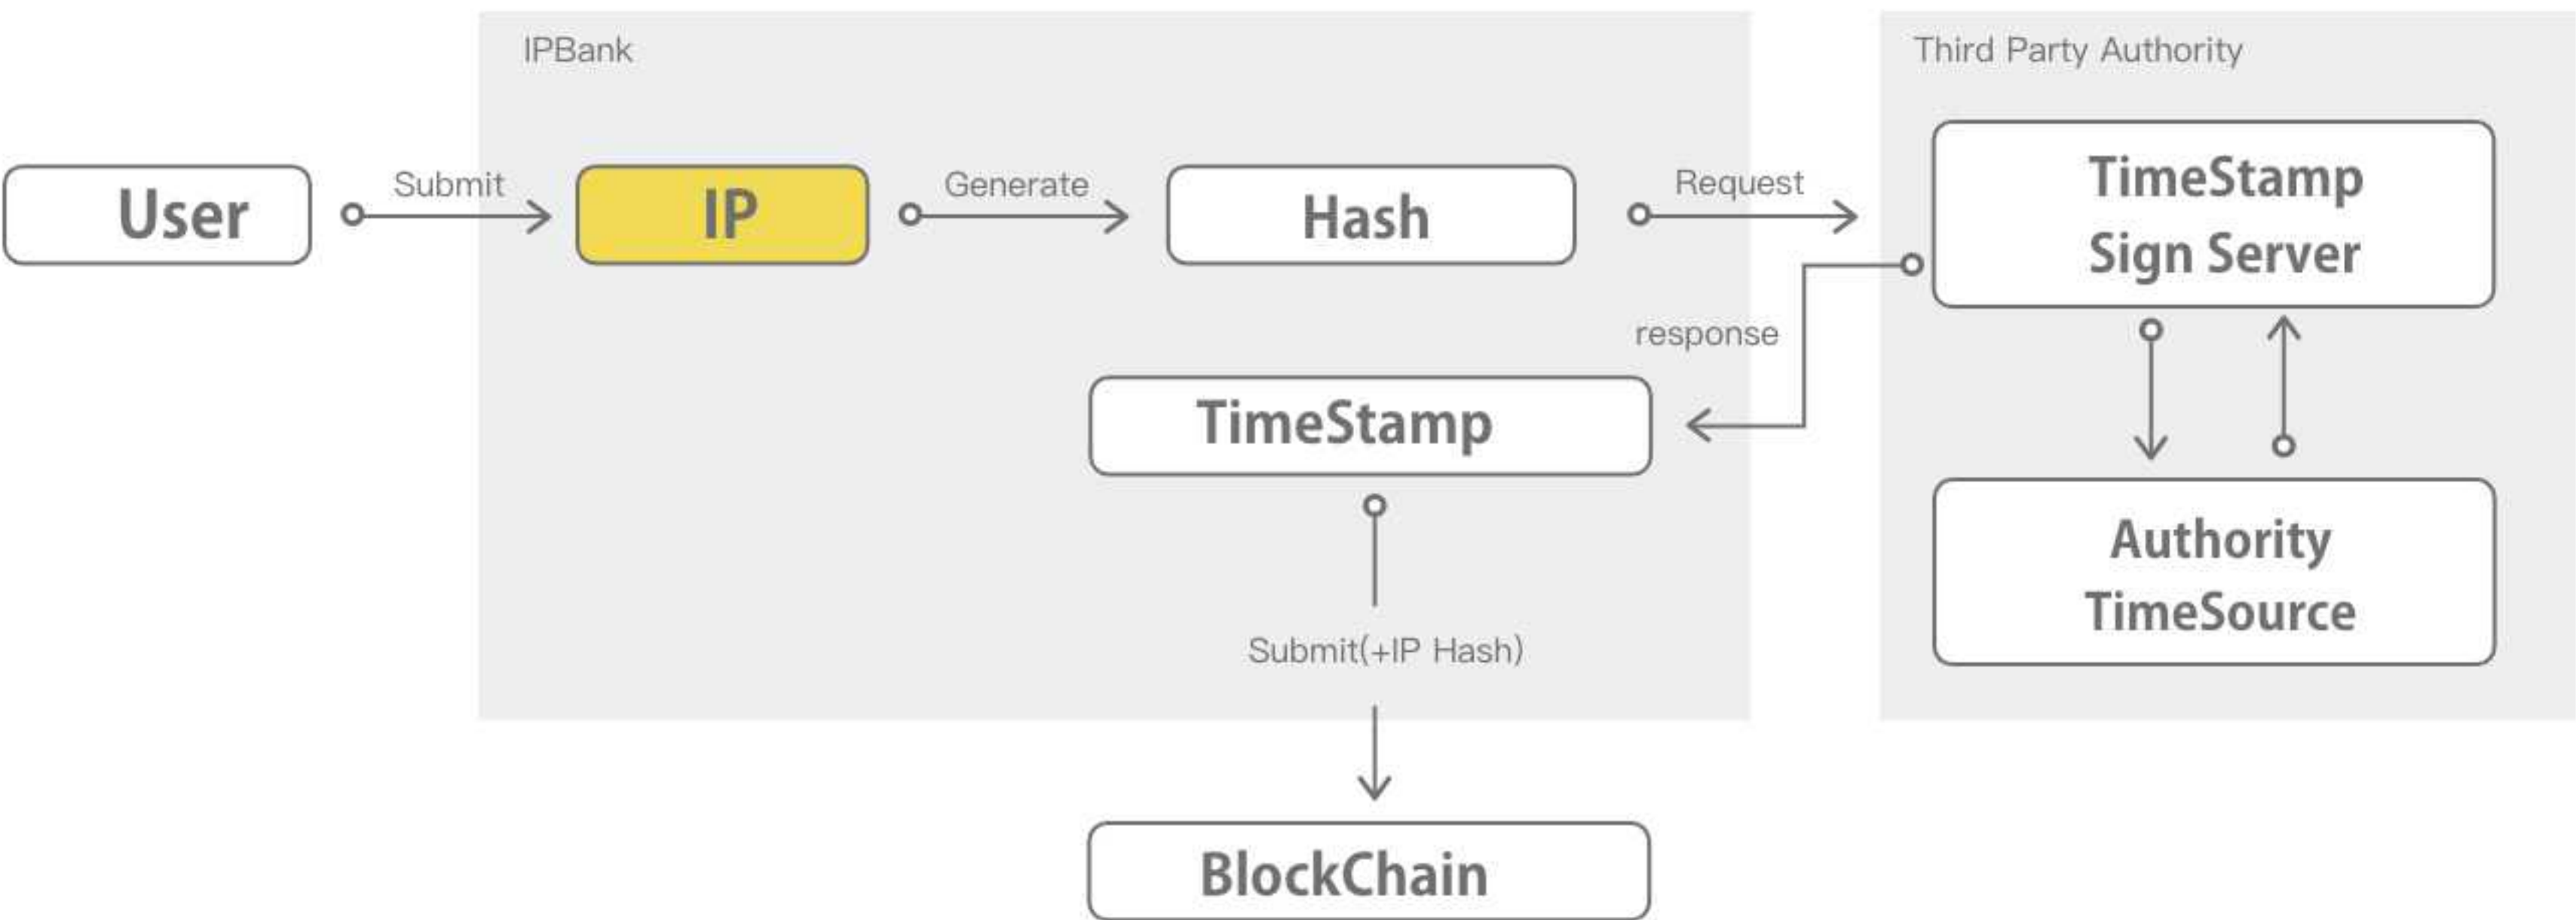 IPBank
Third Party Authority
User
Submit
IP
Generate
Hash
Request
TimeStamp
Sign Server
response
TimeStamp
Authority
TimeSource
Submit(+IP Hash)
BlockChain